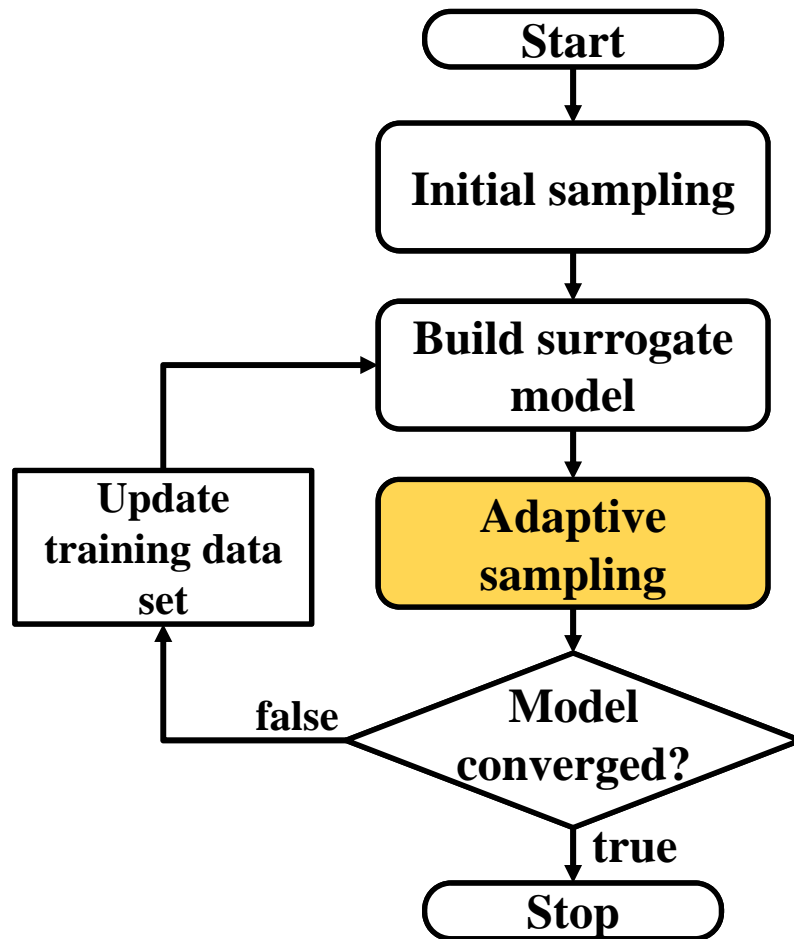 Start
Initial sampling
Build surrogate
model
Update
training data
set
Adaptive
sampling
false
Model
converged?
true
Stop